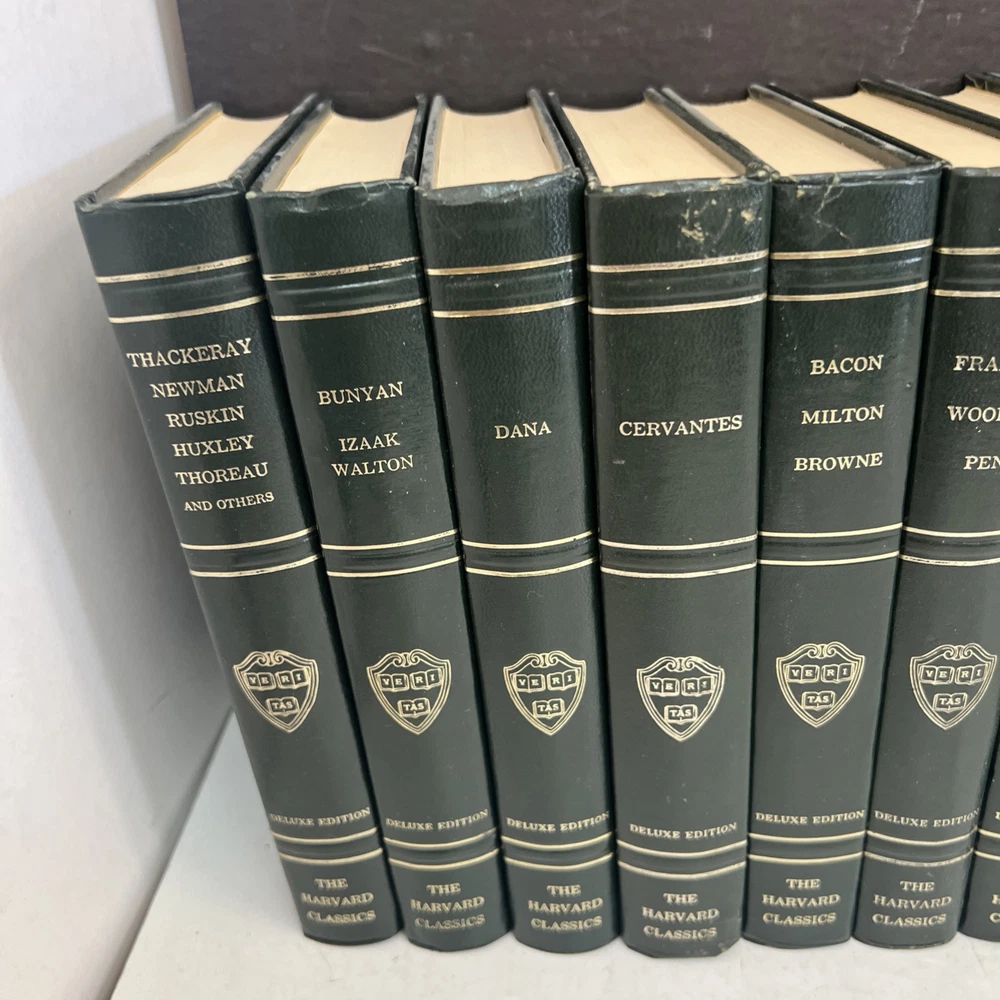 THACKERAY
NEWMAN
RUSKIN
HUXLEY
THOREAU
AND OTHERS
VE RI
TAS
DELUXE EDITION
THE
HARVARD
CLASSICS
BUNYAN
IZAAK
WALTON
VE RI
TAS
DELUXE EDITION
THE
HARVARD
CLASSICS
DANA
VE RI
TAS
DELUXE EDITION
THE
HARVARD
CLASSICS
CERVANTES
VE RI
TAS
DELUXE EDITION
THE
HARVARD
CLASSICS
BACON
MILTON
BROWNE
VE RI
TAS
DELUXE EDITION
THE
HARVARD
CLASSICS
VE RI
TAS
DELUXE EDITION
THE
HARVARD
CLASSICS